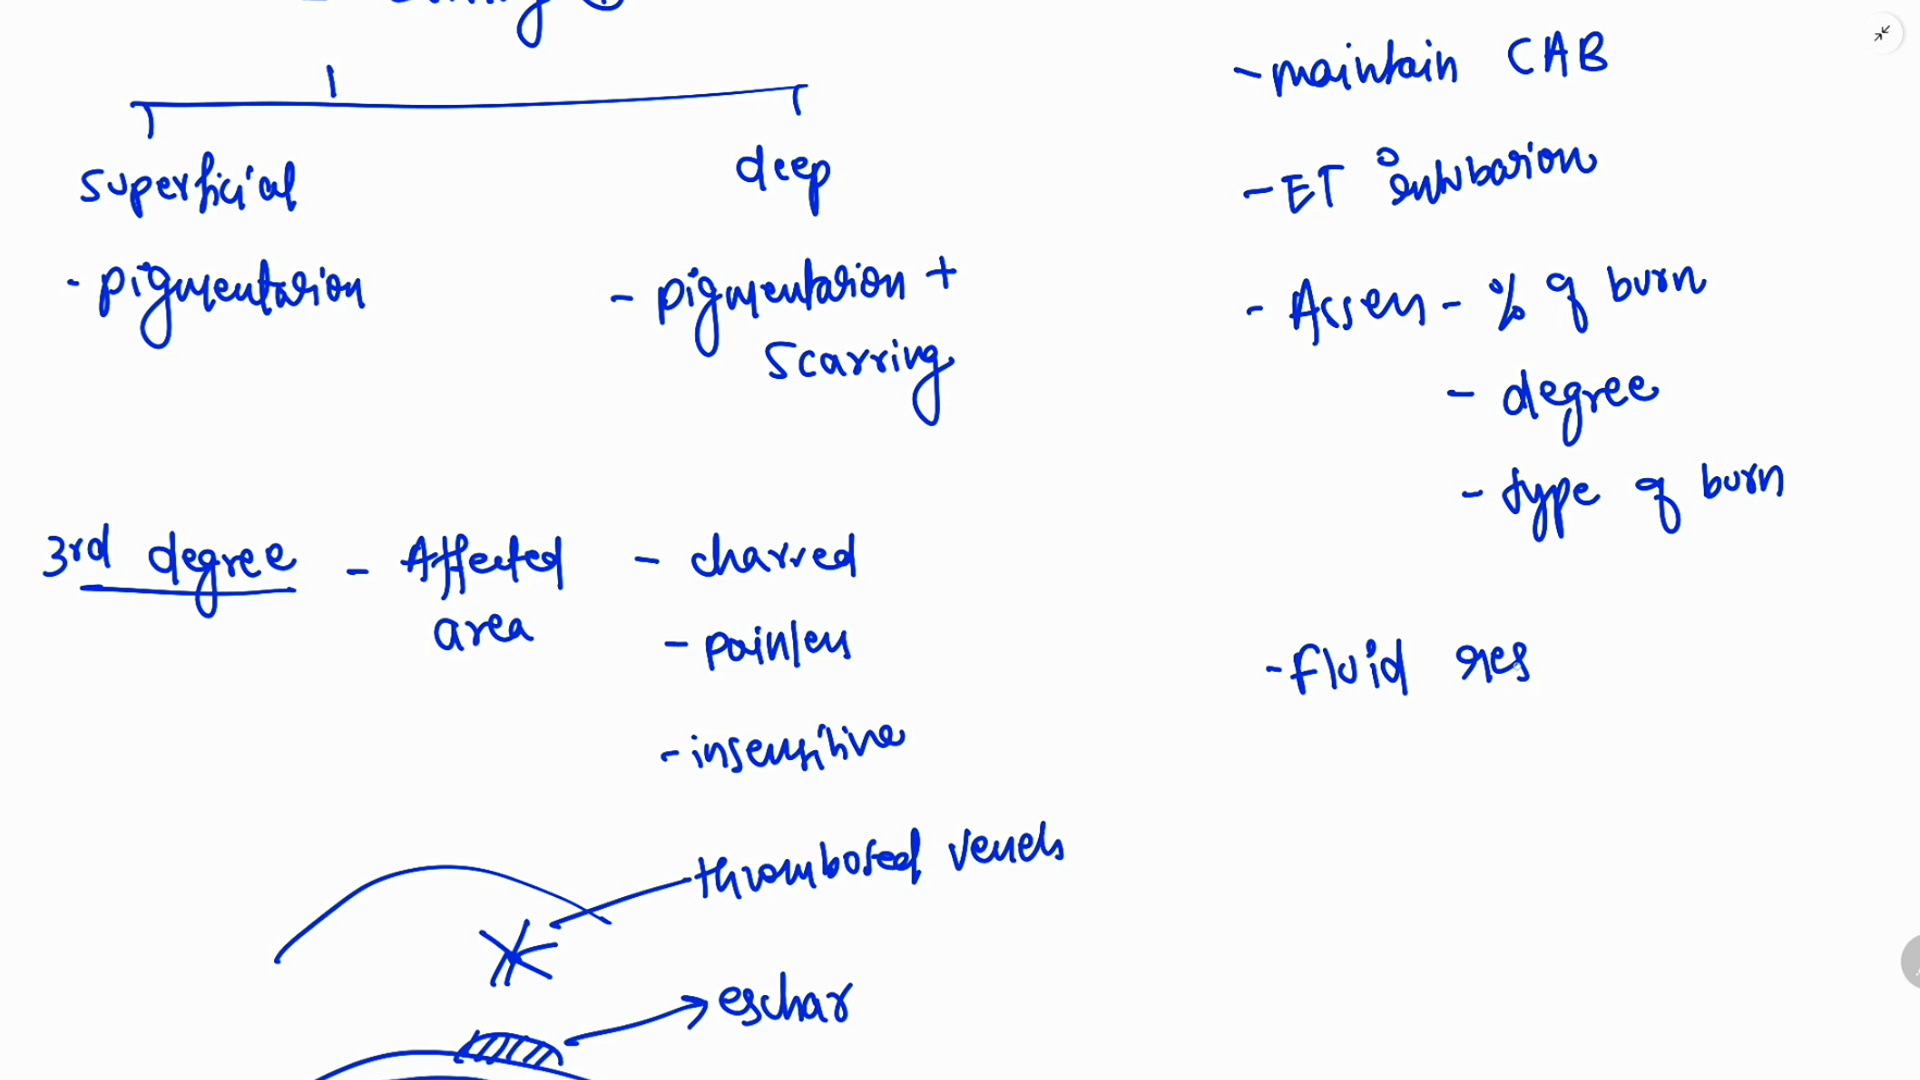 superficial
deep
- pigmentation
- pigmentation +
scarring
3rd degree - Affected - charred
area - painless
- insensitive
thrombosed vessels
eschar
- maintain CAB
- ET intubation
- Assess - % of burn
- degree
- type of burn
- fluid res